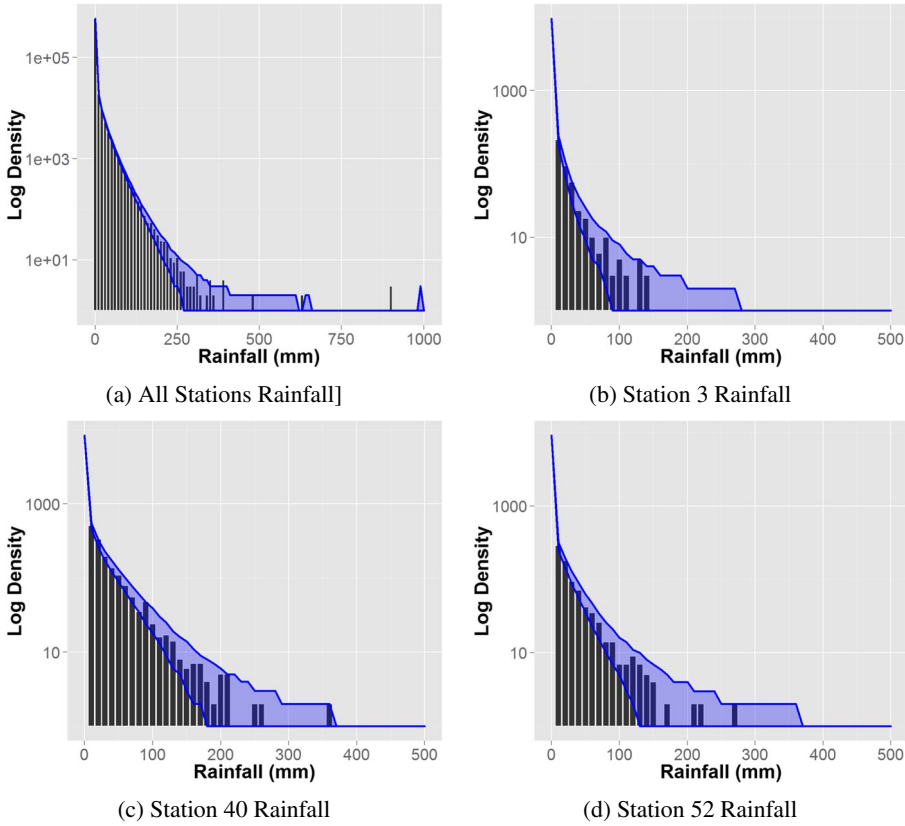 Log Density
1e+05
1e+03
1e+01
0
250
500
750
1000
Rainfall (mm)
(a) All Stations Rainfall]
Log Density
1000
10
0
100
200
300
400
500
Rainfall (mm)
(b) Station 3 Rainfall
Log Density
1000
10
0
100
200
300
400
500
Rainfall (mm)
(c) Station 40 Rainfall
Log Density
1000
10
0
100
200
300
400
500
Rainfall (mm)
(d) Station 52 Rainfall